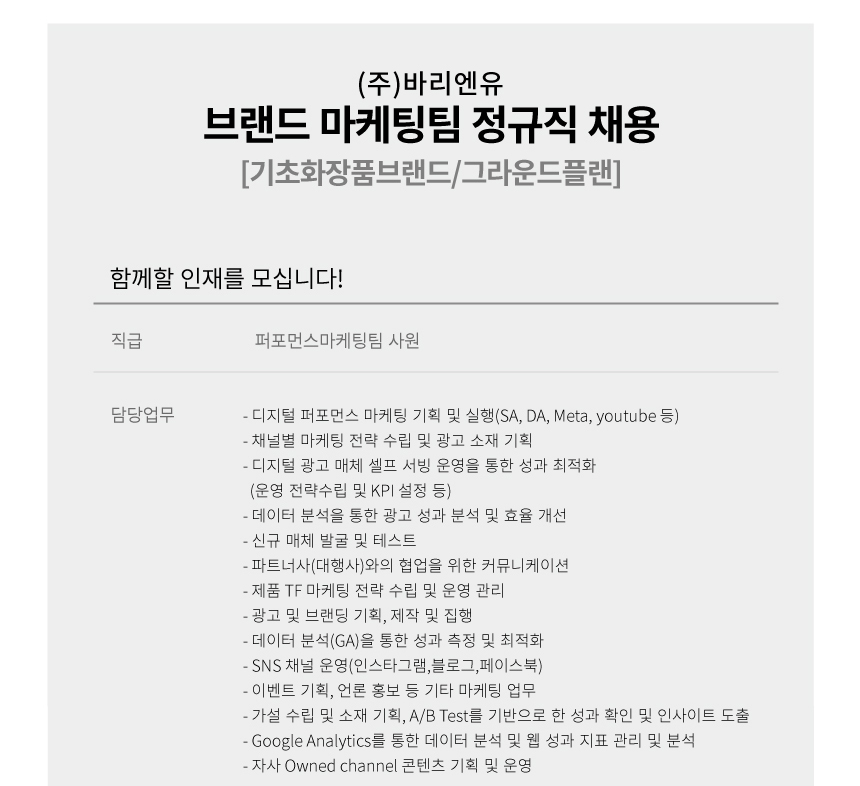 (주)바리엔유
브랜드 마케팅팀 정규직 채용
[기초화장품브랜드/그라운드플랜]
함께할 인재를 모십니다!
직급 퍼포먼스마케팅팀 사원
담당업무 - 디지털 퍼포먼스 마케팅 기획 및 실행(SA, DA, Meta, youtube 등)
- 채널별 마케팅 전략 수립 및 광고 소재 기획
- 디지털 광고 매체 셀프 서빙 운영을 통한 성과 최적화
(운영 전략수립 및 KPI 설정 등)
- 데이터 분석을 통한 광고 성과 분석 및 효율 개선
- 신규 매체 발굴 및 테스트
- 파트너사(대행사)와의 협업을 위한 커뮤니케이션
- 제품 TF 마케팅 전략 수립 및 운영 관리
- 광고 및 브랜딩 기획, 제작 및 집행
- 데이터 분석(GA)을 통한 성과 측정 및 최적화
- SNS 채널 운영(인스타그램,블로그,페이스북)
- 이벤트 기획, 언론 홍보 등 기타 마케팅 업무
- 가설 수립 및 소재 기획, A/B Test를 기반으로 한 성과 확인 및 인사이트 도출
- Google Analytics를 통한 데이터 분석 및 웹 성과 지표 관리 및 분석
- 자사 Owned channel 콘텐츠 기획 및 운영